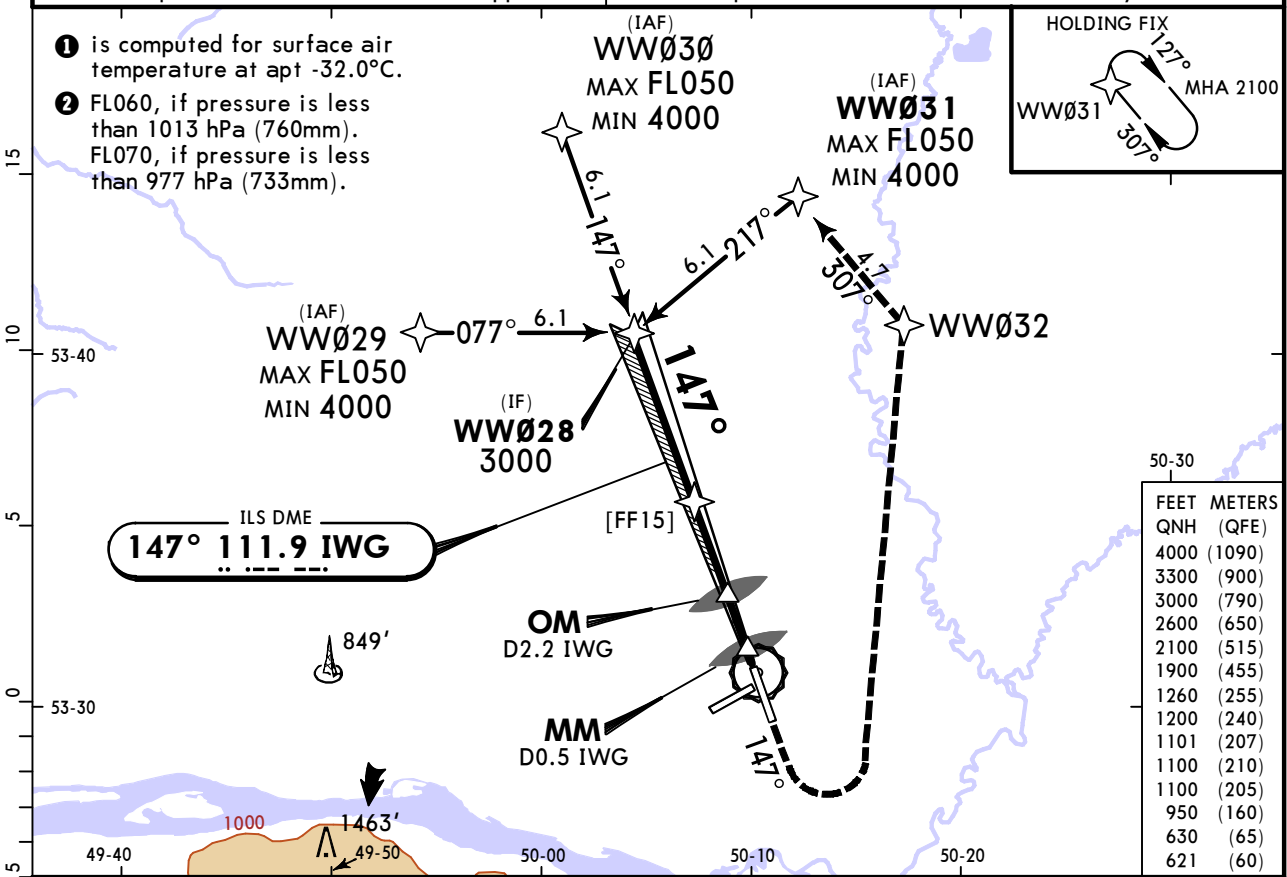 ❶ is computed for surface air
temperature at apt -32.0°C.
❷ FL060, if pressure is less
than 1013 hPa (760mm).
FL070, if pressure is less
than 977 hPa (733mm).
(IAF)
WWØ3Ø
MAX FL050
MIN 4000
(IAF)
WWØ31
MAX FL050
MIN 4000
HOLDING FIX
127°
MHA 2100
WWØ31
307°
15
6.1
147°
6.1 217°
4.7
307°
(IAF)
WWØ29
MAX FL050
MIN 4000
077° 6.1
WWØ32
10
53-40
147°
(IF)
WWØ28
3000
[FF15]
5
ILS DME
147° 111.9 IWG
.. .-- --.
OM
D2.2 IWG
849'
0
53-30
MM
D0.5 IWG
147°
1000
1463'
5
49-40
49-50
50-00
50-10
50-20
50-30
FEET METERS
QNH (QFE)
4000 (1090)
3300 (900)
3000 (790)
2600 (650)
2100 (515)
1900 (455)
1260 (255)
1200 (240)
1101 (207)
1100 (210)
1100 (205)
950 (160)
630 (65)
621 (60)